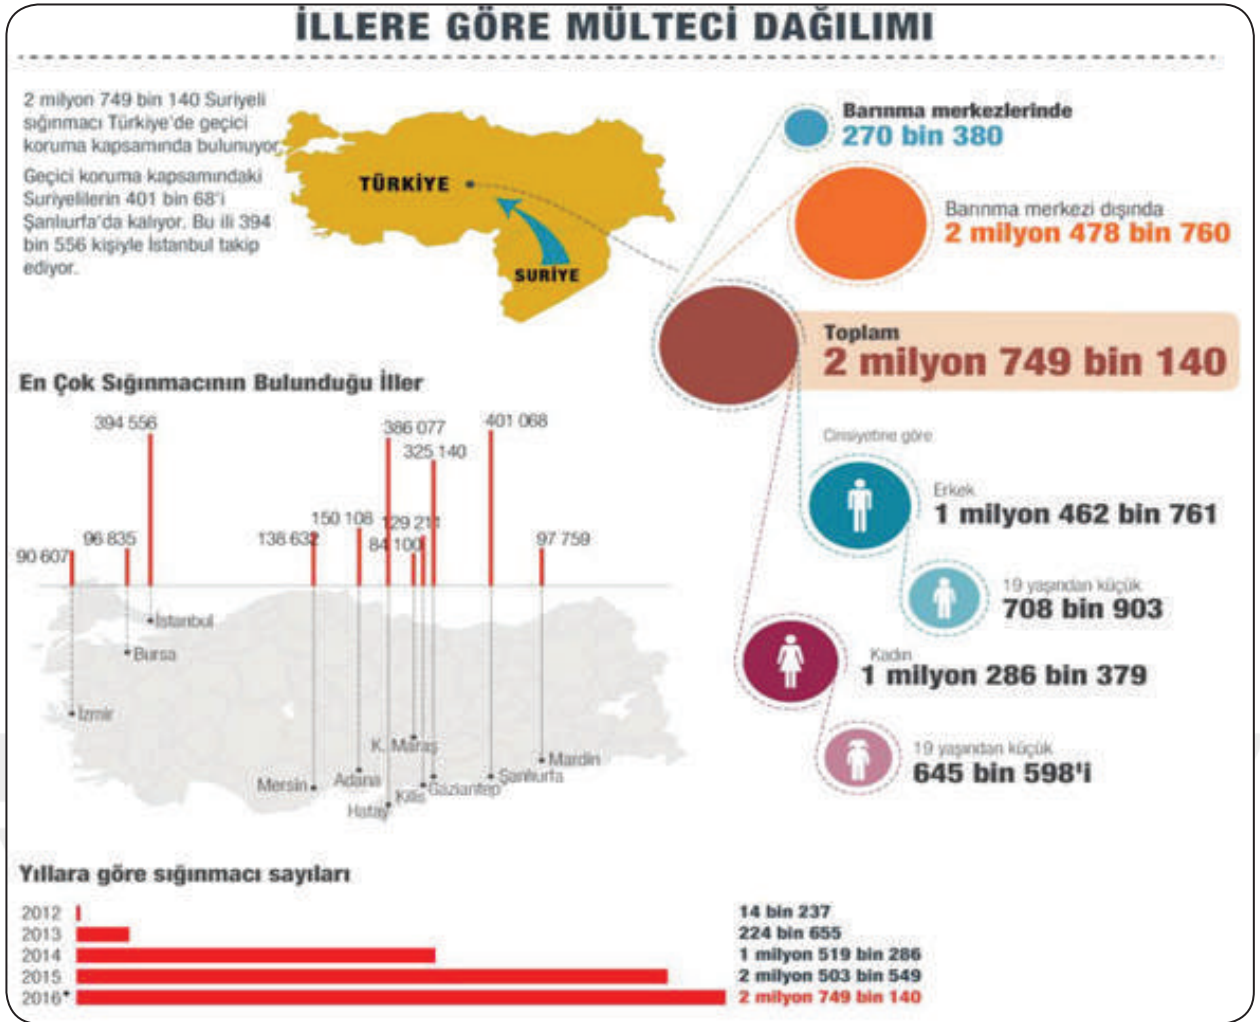 İLLERE GÖRE MÜLTECİ DAĞILIMI
2 milyon 749 bin 140 Suriyeli
sığınmacı Türkiye'de geçici
koruma kapsamında bulunuyor.
Geçici koruma kapsamındaki
Suriyelilerin 401 bin 68'i
Şanlıurfa'da kalıyor. Bu ili 394
bin 556 kişiyle İstanbul takip
ediyor.
TÜRKİYE
SURİYE
Barınma merkezlerinde
270 bin 380
Barınma merkezi dışında
2 milyon 478 bin 760
Toplam
2 milyon 749 bin 140
En Çok Sığınmacının Bulunduğu İller
394 556
386 077
401 068
325 140
150 108
129 211
138 632
84 100
96 835
90 607
97 759
İstanbul
Bursa
İzmir
K. Maraş
Mardin
Mersin
Adana
Şanlıurfa
Gaziantep
Kilis
Hatay
Cinsiyetine göre
Erkek
1 milyon 462 bin 761
19 yaşından küçük
708 bin 903
Kadın
1 milyon 286 bin 379
19 yaşından küçük
645 bin 598'i
Yıllara göre sığınmacı sayıları
2012 14 bin 237
2013 224 bin 655
2014 1 milyon 519 bin 286
2015 2 milyon 503 bin 549
2016* 2 milyon 749 bin 140